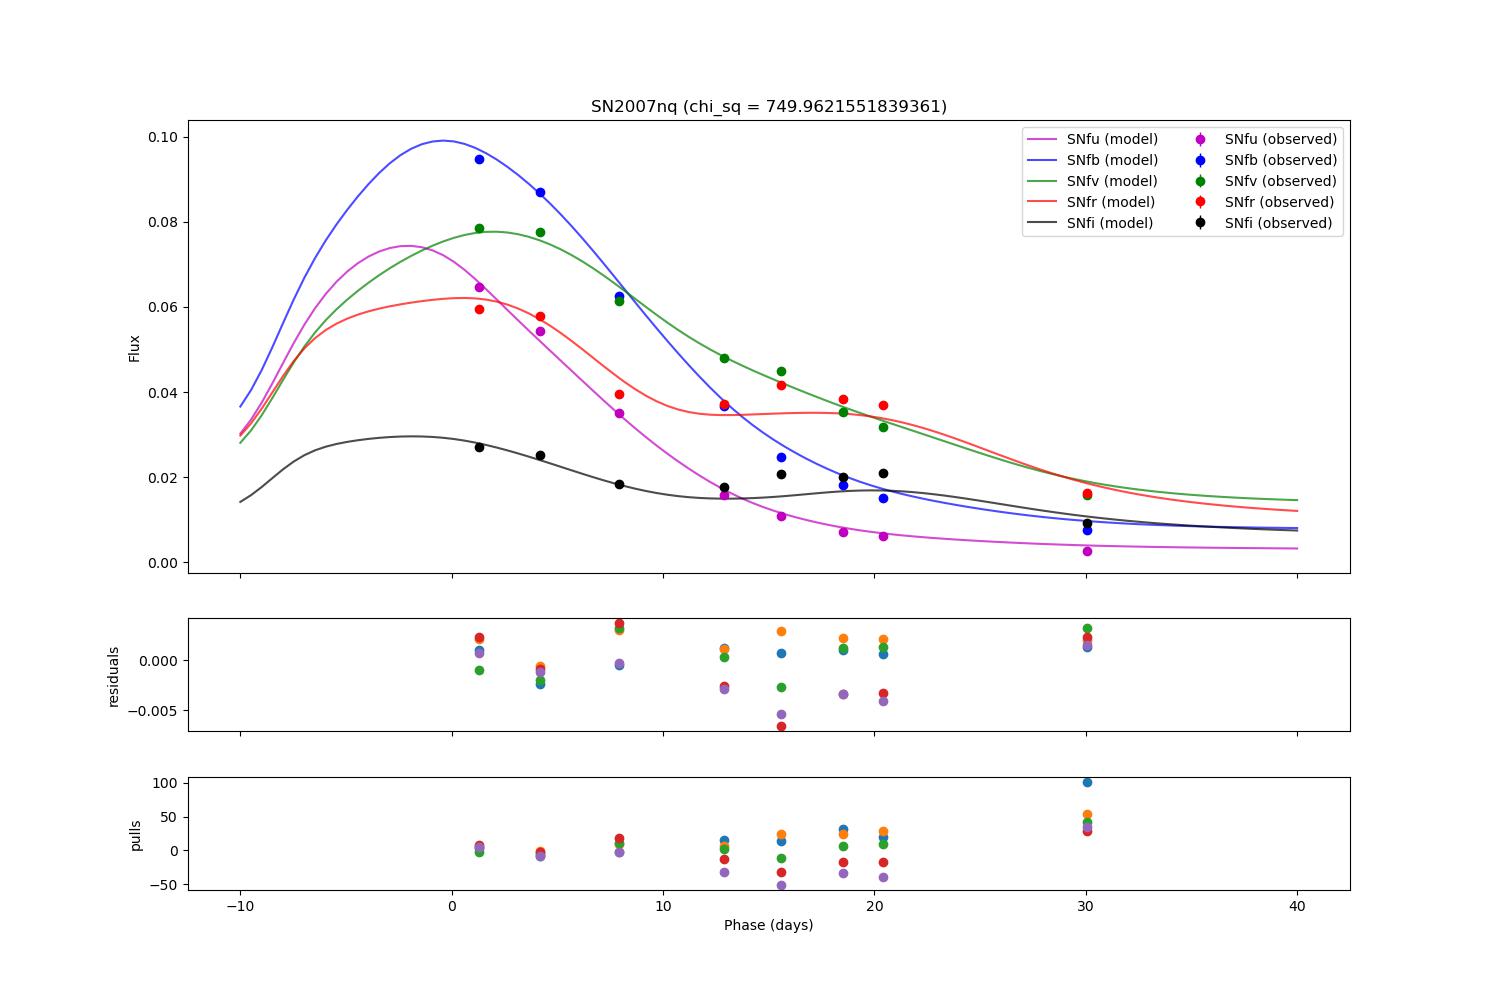 SN2007nq (chi_sq = 749.9621551839361)
0.10
0.08
0.06
0.04
0.02
0.00
Flux
SNfu (model)
SNfb (model)
SNfv (model)
SNfr (model)
SNfi (model)
SNfu (observed)
SNfb (observed)
SNfv (observed)
SNfr (observed)
SNfi (observed)
0.000
−0.005
residuals
100
50
0
−50
pulls
−10 0 10 20 30 40
Phase (days)